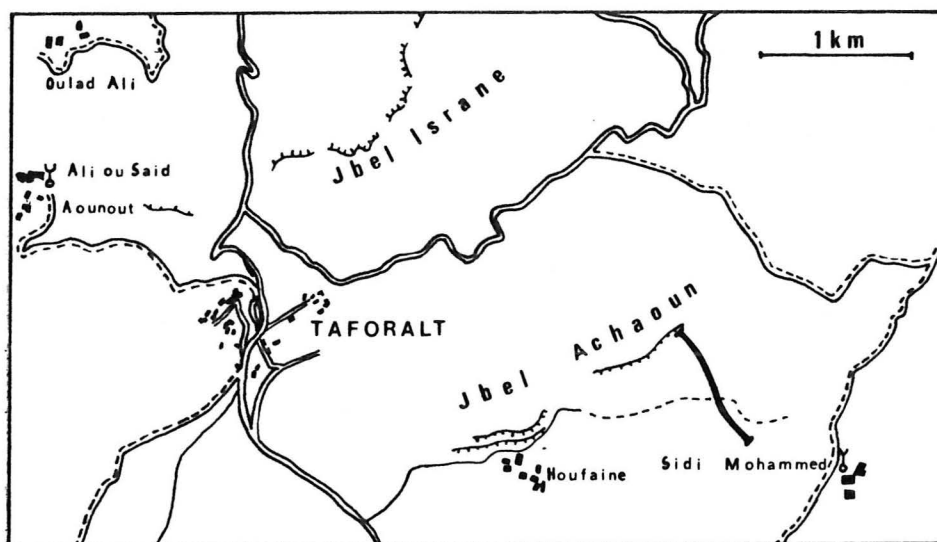 1 km
Oulad Ali
Jbel Israne
Ali ou Said
Aounout
TAFORALT
Jbel Achaoun
Houfaine
Sidi Mohammed